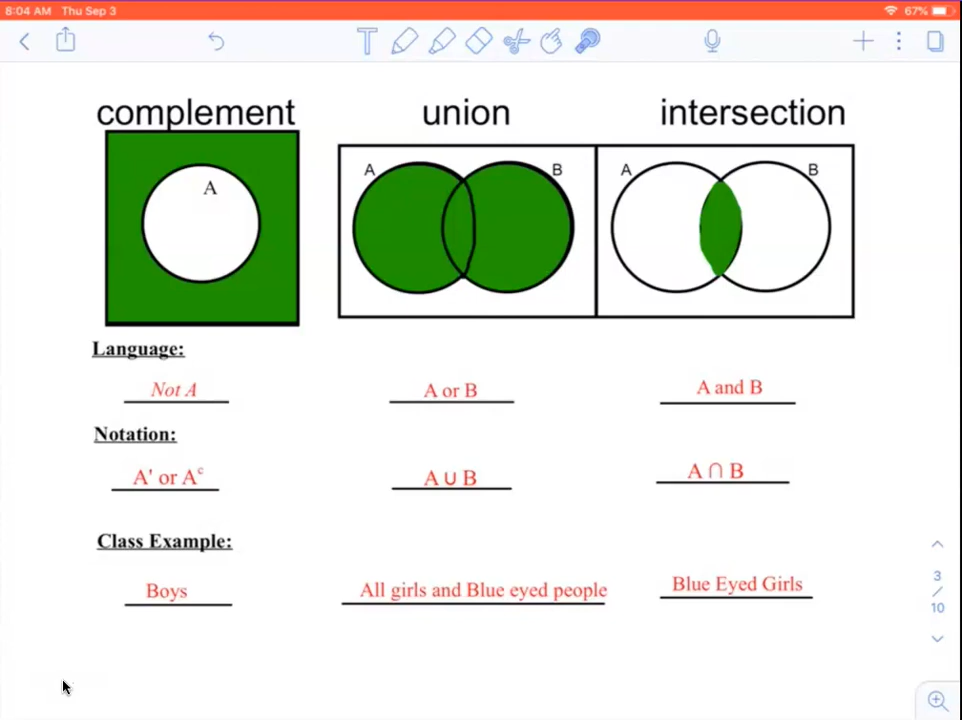 8:04 AM Thu Sep 3 67%
complement union intersection
A A B A B
Language:
Not A A or B A and B
Notation:
A' or Aᶜ A ∪ B A ∩ B
Class Example:
Boys All girls and Blue eyed people Blue Eyed Girls
3
/
10